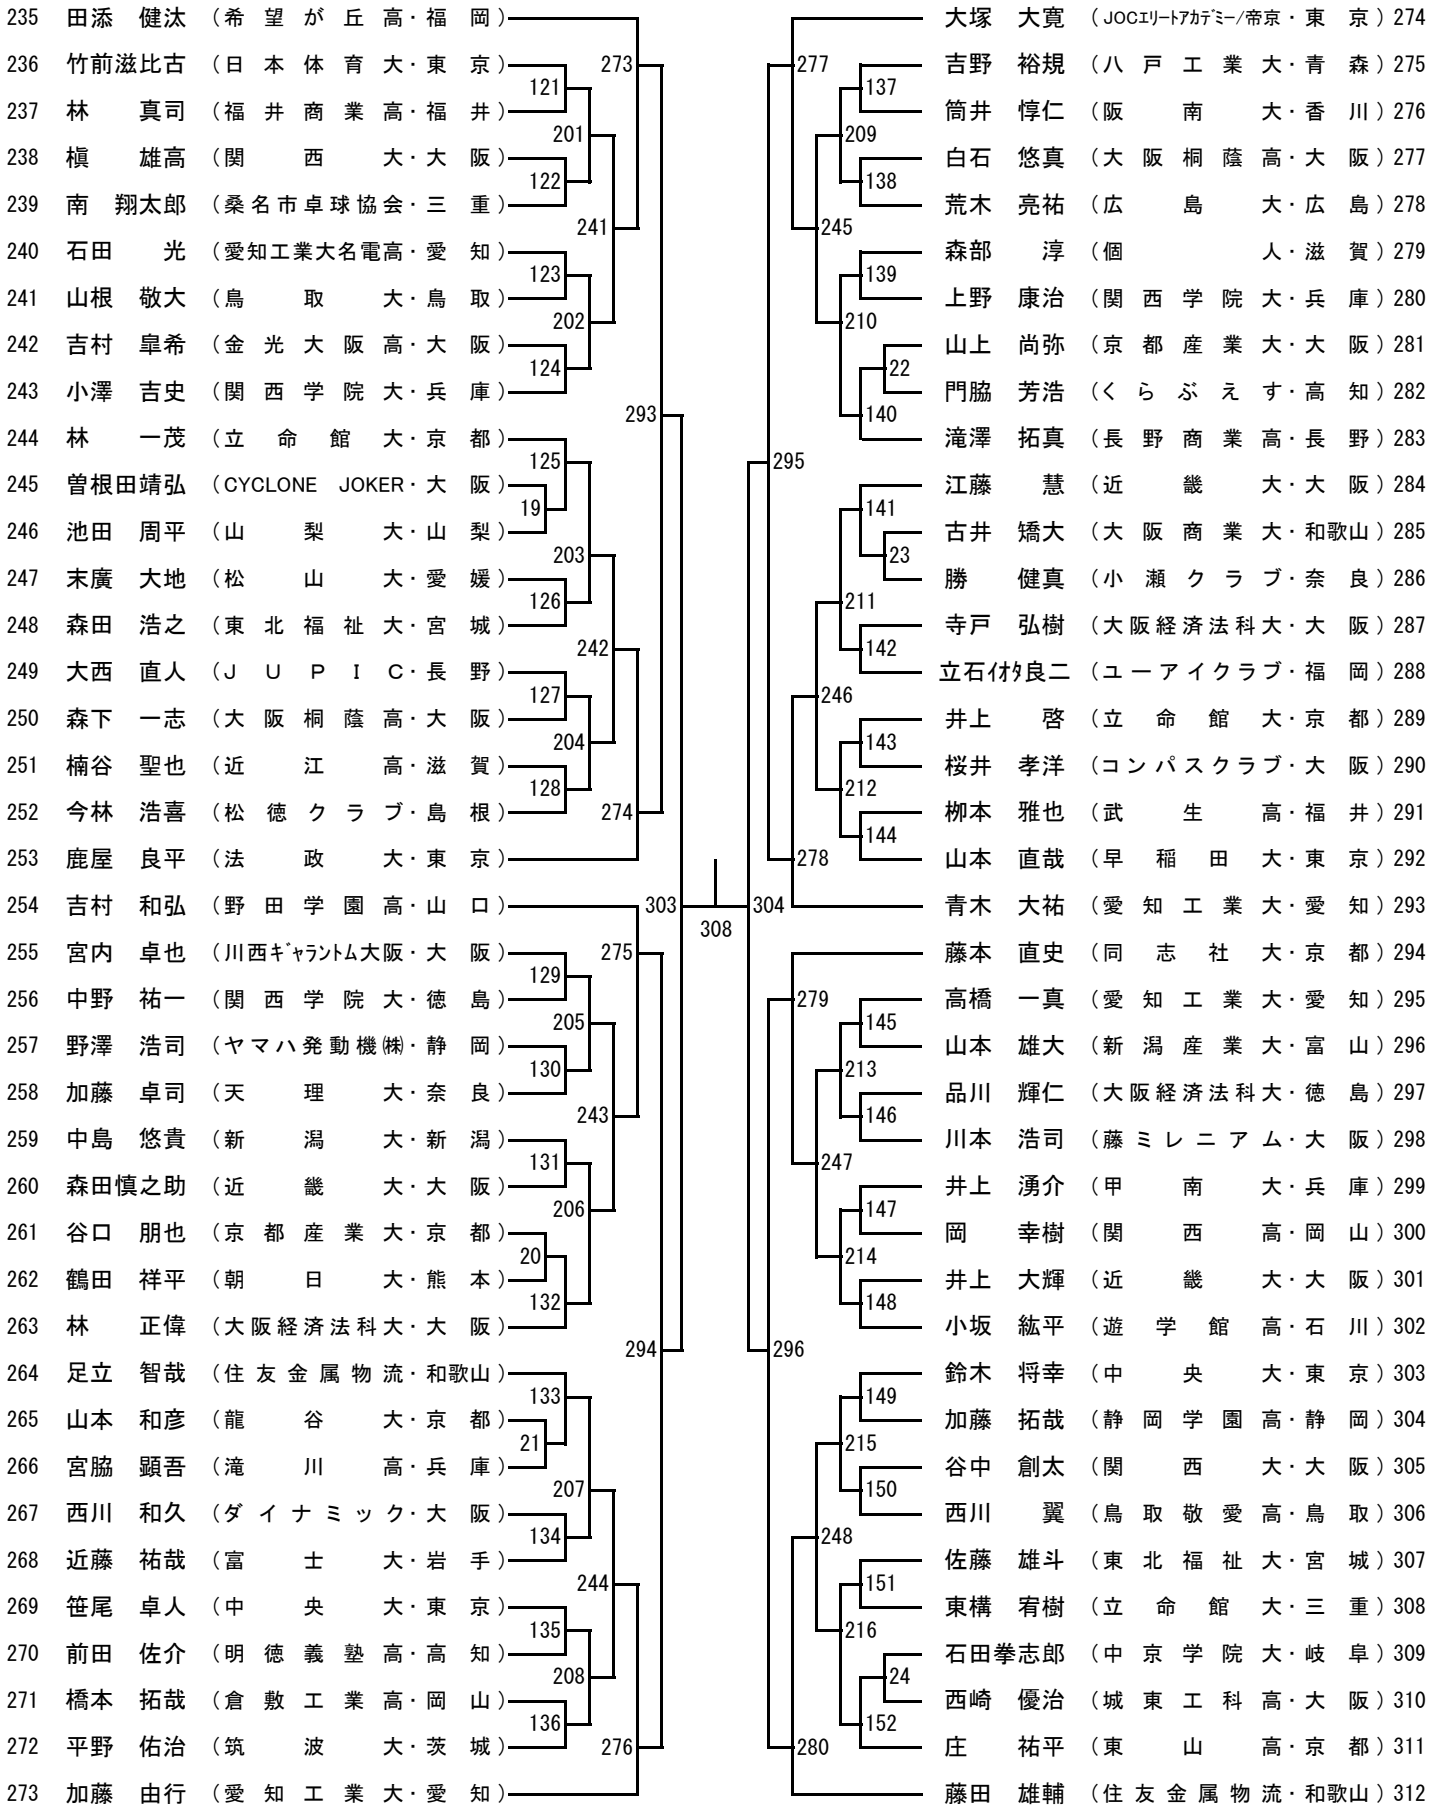 235 田添 健汰 (希望が丘高・福岡)
236 竹前滋比古 (日本体育大・東京)
237 林 真司 (福井商業高・福井)
238 槇 雄高 (関西大・大阪)
239 南 翔太郎 (桑名市卓球協会・三重)
240 石田 光 (愛知工業大名電高・愛知)
241 山根 敬大 (鳥取大・鳥取)
242 吉村 皐希 (金光大阪高・大阪)
243 小澤 吉史 (関西学院大・兵庫)
244 林 一茂 (立命館大・京都)
245 曽根田靖弘 (CYCLONE JOKER・大阪)
246 池田 周平 (山梨大・山梨)
247 末廣 大地 (松山大・愛媛)
248 森田 浩之 (東北福祉大・宮城)
249 大西 直人 (JUPIC・長野)
250 森下 一志 (大阪桐蔭高・大阪)
251 楠谷 聖也 (近江高・滋賀)
252 今林 浩喜 (松徳クラブ・島根)
253 鹿屋 良平 (法政大・東京)
254 吉村 和弘 (野田学園高・山口)
255 宮内 卓也 (川西ｷﾞｬﾗﾝﾄﾑ大阪・大阪)
256 中野 祐一 (関西学院大・徳島)
257 野澤 浩司 (ヤマハ発動機㈱・静岡)
258 加藤 卓司 (天理大・奈良)
259 中島 悠貴 (新潟大・新潟)
260 森田慎之助 (近畿大・大阪)
261 谷口 朋也 (京都産業大・京都)
262 鶴田 祥平 (朝日大・熊本)
263 林 正偉 (大阪経済法科大・大阪)
264 足立 智哉 (住友金属物流・和歌山)
265 山本 和彦 (龍谷大・京都)
266 宮脇 顕吾 (滝川高・兵庫)
267 西川 和久 (ダイナミック・大阪)
268 近藤 祐哉 (富士大・岩手)
269 笹尾 卓人 (中央大・東京)
270 前田 佐介 (明徳義塾高・高知)
271 橋本 拓哉 (倉敷工業高・岡山)
272 平野 佑治 (筑波大・茨城)
273 加藤 由行 (愛知工業大・愛知)
121
122
123
124
125
19
126
127
128
129
130
131
20
132
133
21
134
135
136
201
202
203
204
205
206
207
208
241
242
243
244
273
274
275
276
293
294
303
308
304
295
296
277
278
279
280
245
246
247
248
209
210
211
212
213
214
215
216
137
138
139
22
140
141
23
142
143
144
145
146
147
148
149
150
151
24
152
大塚 大寛 (JOCｴﾘｰﾄｱｶﾃﾞﾐｰ/帝京・東京) 274
吉野 裕規 (八戸工業大・青森) 275
筒井 惇仁 (阪南大・香川) 276
白石 悠真 (大阪桐蔭高・大阪) 277
荒木 亮祐 (広島大・広島) 278
森部 淳 (個人・滋賀) 279
上野 康治 (関西学院大・兵庫) 280
山上 尚弥 (京都産業大・大阪) 281
門脇 芳浩 (くらぶえす・高知) 282
滝澤 拓真 (長野商業高・長野) 283
江藤 慧 (近畿大・大阪) 284
古井 矯大 (大阪商業大・和歌山) 285
勝 健真 (小瀬クラブ・奈良) 286
寺戸 弘樹 (大阪経済法科大・大阪) 287
立石ｲｵﾀ良二 (ユーアイクラブ・福岡) 288
井上 啓 (立命館大・京都) 289
桜井 孝洋 (コンパスクラブ・大阪) 290
栁本 雅也 (武生高・福井) 291
山本 直哉 (早稲田大・東京) 292
青木 大祐 (愛知工業大・愛知) 293
藤本 直史 (同志社大・京都) 294
高橋 一真 (愛知工業大・愛知) 295
山本 雄大 (新潟産業大・富山) 296
品川 輝仁 (大阪経済法科大・徳島) 297
川本 浩司 (藤ミレニアム・大阪) 298
井上 湧介 (甲南大・兵庫) 299
岡 幸樹 (関西高・岡山) 300
井上 大輝 (近畿大・大阪) 301
小坂 紘平 (遊学館高・石川) 302
鈴木 将幸 (中央大・東京) 303
加藤 拓哉 (静岡学園高・静岡) 304
谷中 創太 (関西大・大阪) 305
西川 翼 (鳥取敬愛高・鳥取) 306
佐藤 雄斗 (東北福祉大・宮城) 307
東構 宥樹 (立命館大・三重) 308
石田拳志郎 (中京学院大・岐阜) 309
西崎 優治 (城東工科高・大阪) 310
庄 祐平 (東山高・京都) 311
藤田 雄輔 (住友金属物流・和歌山) 312